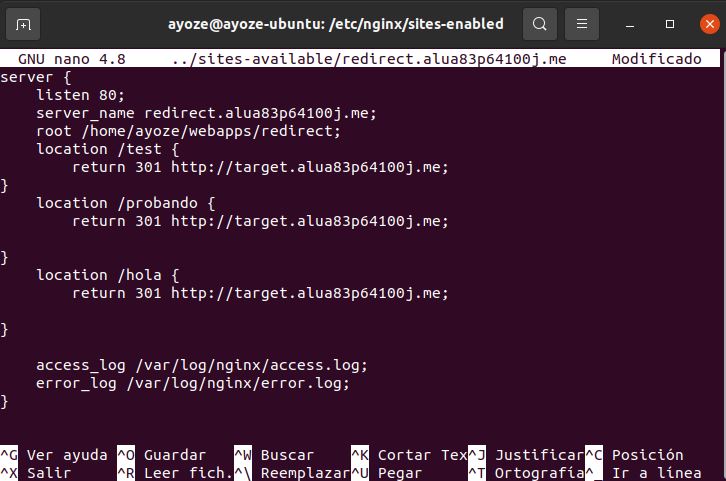 ayoze@ayoze-ubuntu: /etc/nginx/sites-enabled
GNU nano 4.8 ../sites-available/redirect.alua83p64100j.me Modificado
server {
    listen 80;
    server_name redirect.alua83p64100j.me;
    root /home/ayoze/webapps/redirect;
    location /test {
        return 301 http://target.alua83p64100j.me;
}
    location /probando {
        return 301 http://target.alua83p64100j.me;

}
    location /hola {
        return 301 http://target.alua83p64100j.me;

}

    access_log /var/log/nginx/access.log;
    error_log /var/log/nginx/error.log;
}
^G Ver ayuda ^O Guardar ^W Buscar ^K Cortar Tex ^J Justificar ^C Posición
^X Salir ^R Leer fich. ^\ Reemplazar ^U Pegar ^T Ortografía ^_ Ir a línea